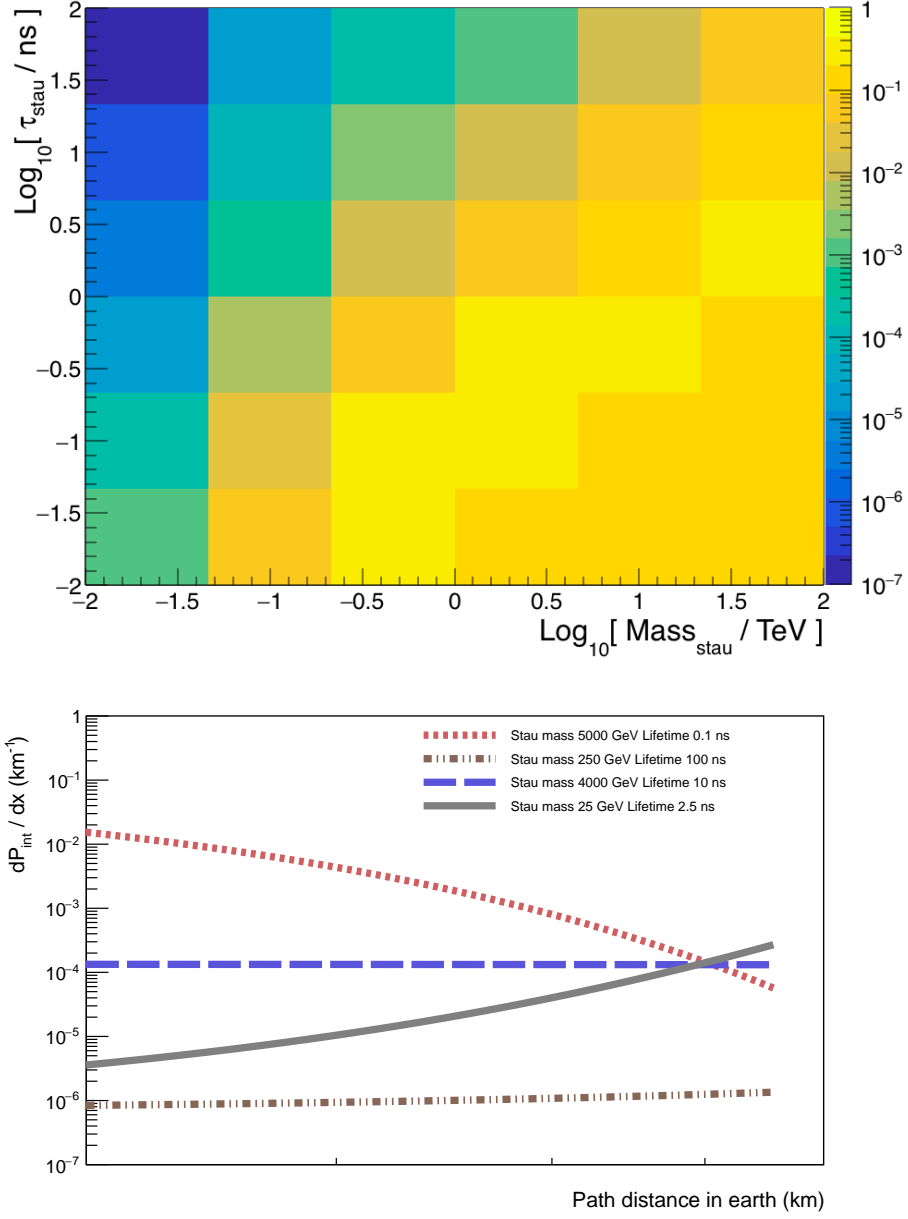 Log₁₀[ τ_stau / ns ]
2
1.5
1
0.5
0
−0.5
−1
−1.5
−2
−2 −1.5 −1 −0.5 0 0.5 1 1.5 2
Log₁₀[ Mass_stau / TeV ]
1
10⁻¹
10⁻²
10⁻³
10⁻⁴
10⁻⁵
10⁻⁶
10⁻⁷
dP_int / dx (km⁻¹)
1
10⁻¹
10⁻²
10⁻³
10⁻⁴
10⁻⁵
10⁻⁶
10⁻⁷
Stau mass 5000 GeV Lifetime 0.1 ns
Stau mass 250 GeV Lifetime 100 ns
Stau mass 4000 GeV Lifetime 10 ns
Stau mass 25 GeV Lifetime 2.5 ns
Path distance in earth (km)